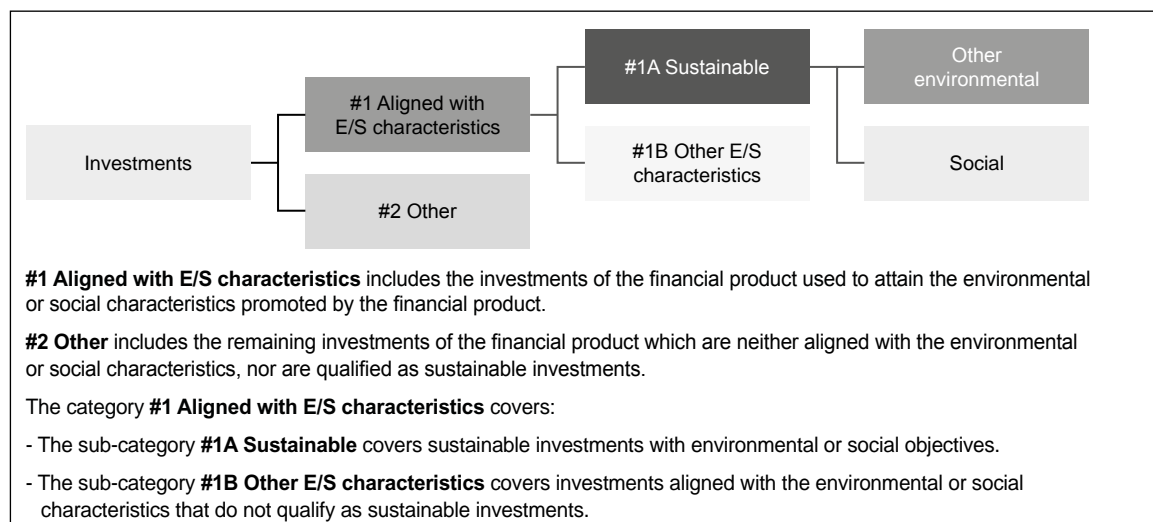 Investments
#1 Aligned with
E/S characteristics
#2 Other
#1A Sustainable
#1B Other E/S
characteristics
Other
environmental
Social
#1 Aligned with E/S characteristics includes the investments of the financial product used to attain the environmental
or social characteristics promoted by the financial product.
#2 Other includes the remaining investments of the financial product which are neither aligned with the environmental
or social characteristics, nor are qualified as sustainable investments.
The category #1 Aligned with E/S characteristics covers:
- The sub-category #1A Sustainable covers sustainable investments with environmental or social objectives.
- The sub-category #1B Other E/S characteristics covers investments aligned with the environmental or social
characteristics that do not qualify as sustainable investments.